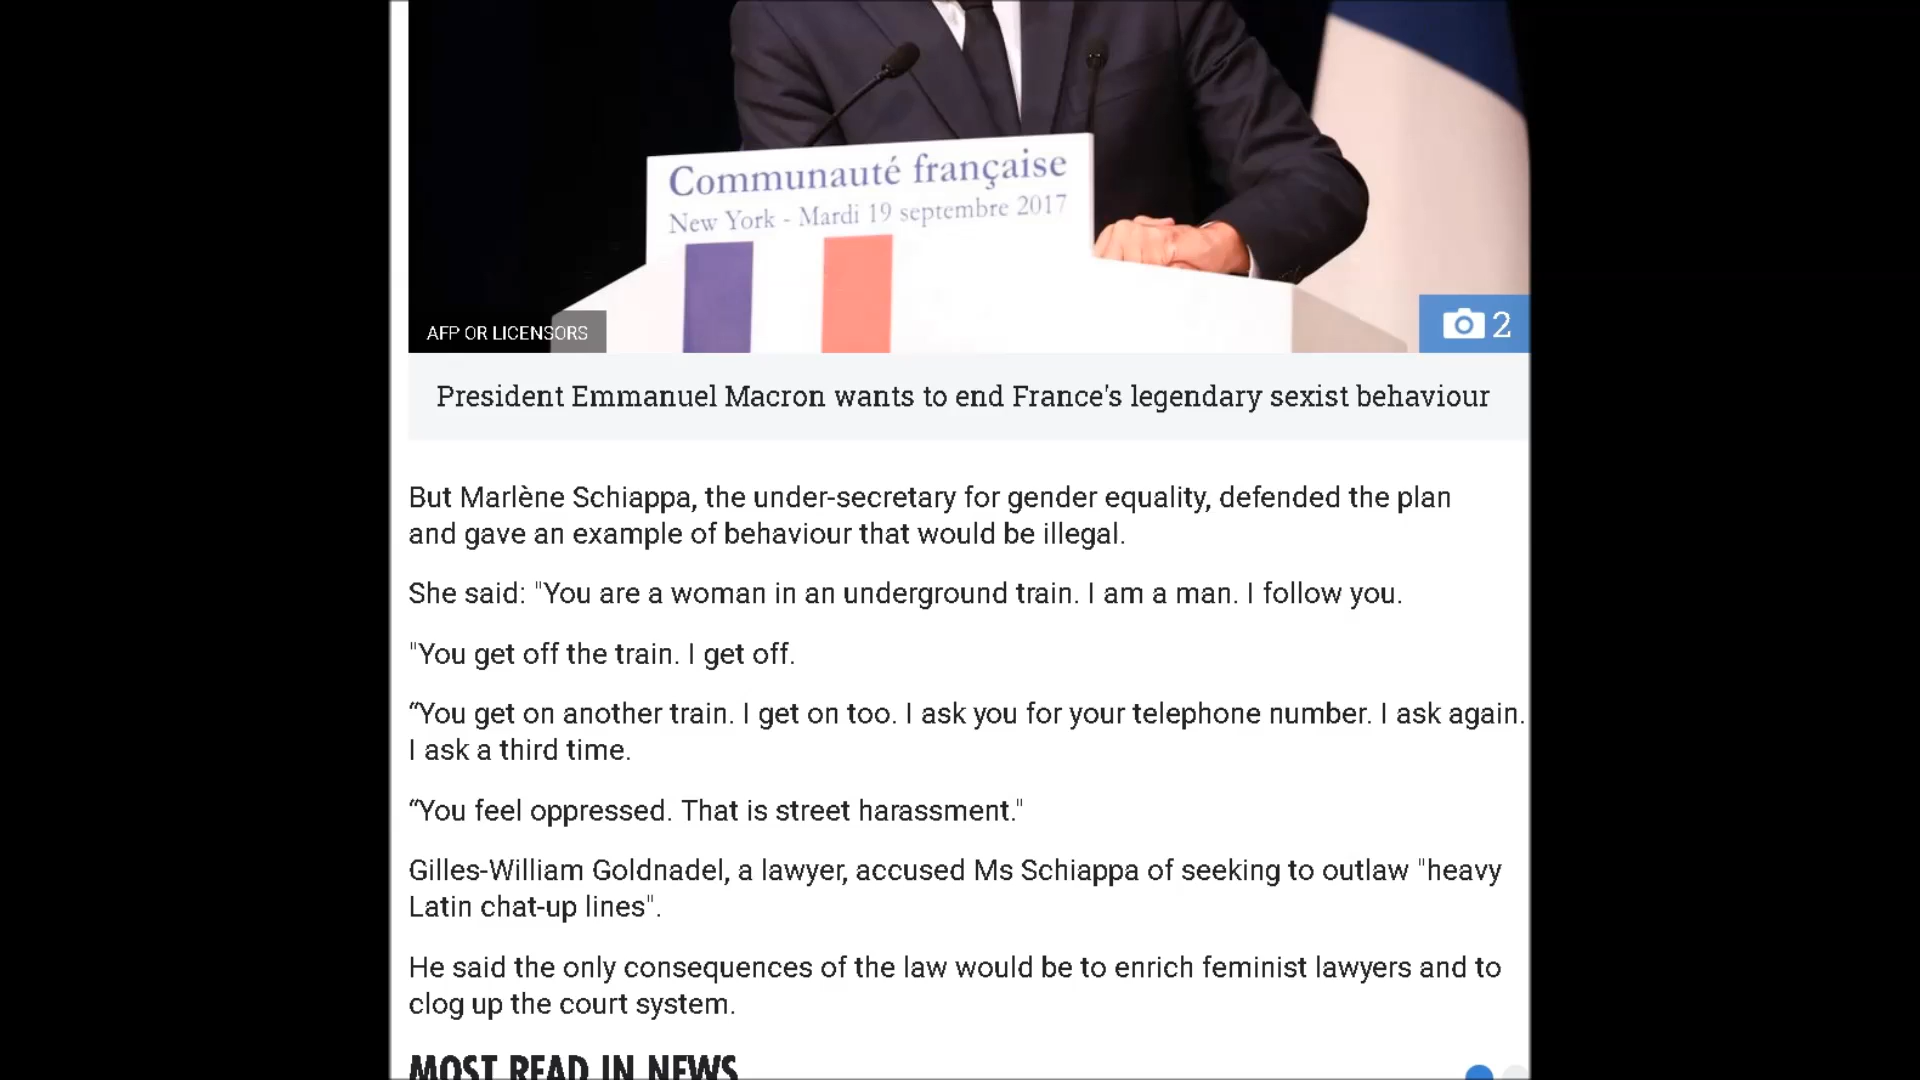 Communauté française
New York - Mardi 19 septembre 2017
AFP OR LICENSORS
2
President Emmanuel Macron wants to end France's legendary sexist behaviour
But Marlène Schiappa, the under-secretary for gender equality, defended the plan
and gave an example of behaviour that would be illegal.
She said: "You are a woman in an underground train. I am a man. I follow you.
"You get off the train. I get off.
“You get on another train. I get on too. I ask you for your telephone number. I ask again.
I ask a third time.
“You feel oppressed. That is street harassment."
Gilles-William Goldnadel, a lawyer, accused Ms Schiappa of seeking to outlaw "heavy
Latin chat-up lines".
He said the only consequences of the law would be to enrich feminist lawyers and to
clog up the court system.
MOST READ IN NEWS